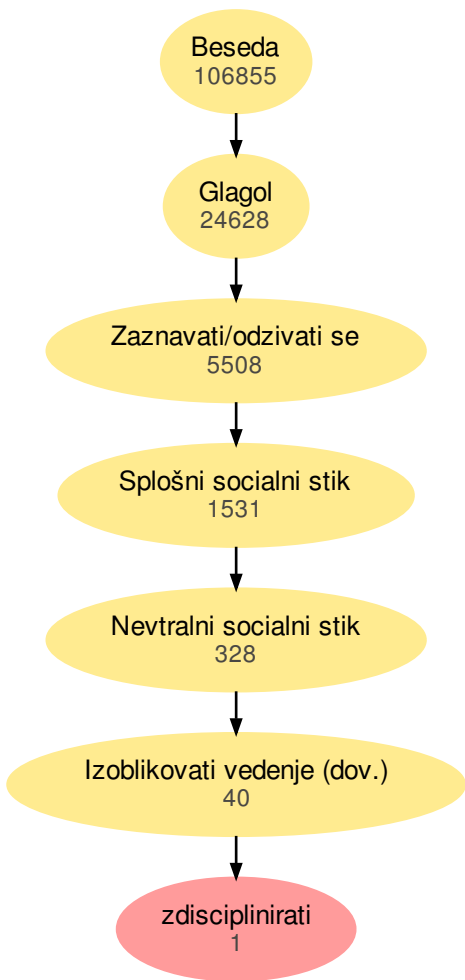 Beseda
106855
Glagol
24628
Zaznavati/odzivati se
5508
Splošni socialni stik
1531
Nevtralni socialni stik
328
Izoblikovati vedenje (dov.)
40
zdisciplinirati
1